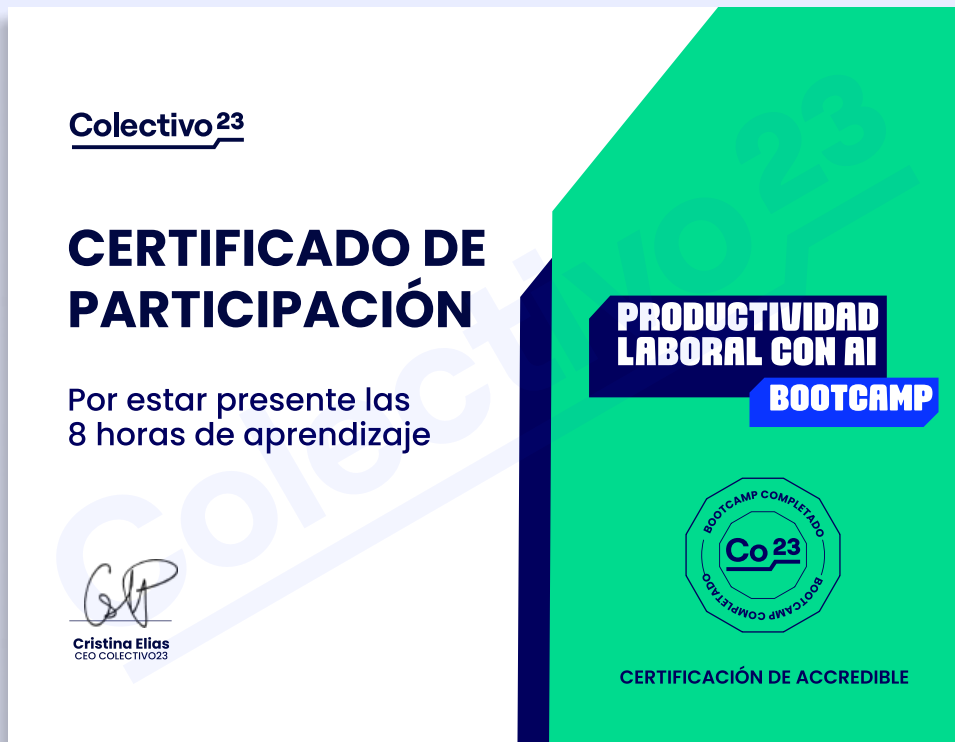 Colectivo23
CERTIFICADO DE
PARTICIPACIÓN
Por estar presente las
8 horas de aprendizaje
Cristina Elias
CEO COLECTIVO23
PRODUCTIVIDAD
LABORAL CON AI
BOOTCAMP
BOOTCAMP COMPLETADO
Co23
BOOTCAMP COMPLETADO
CERTIFICACIÓN DE ACCREDIBLE
Colectivo23